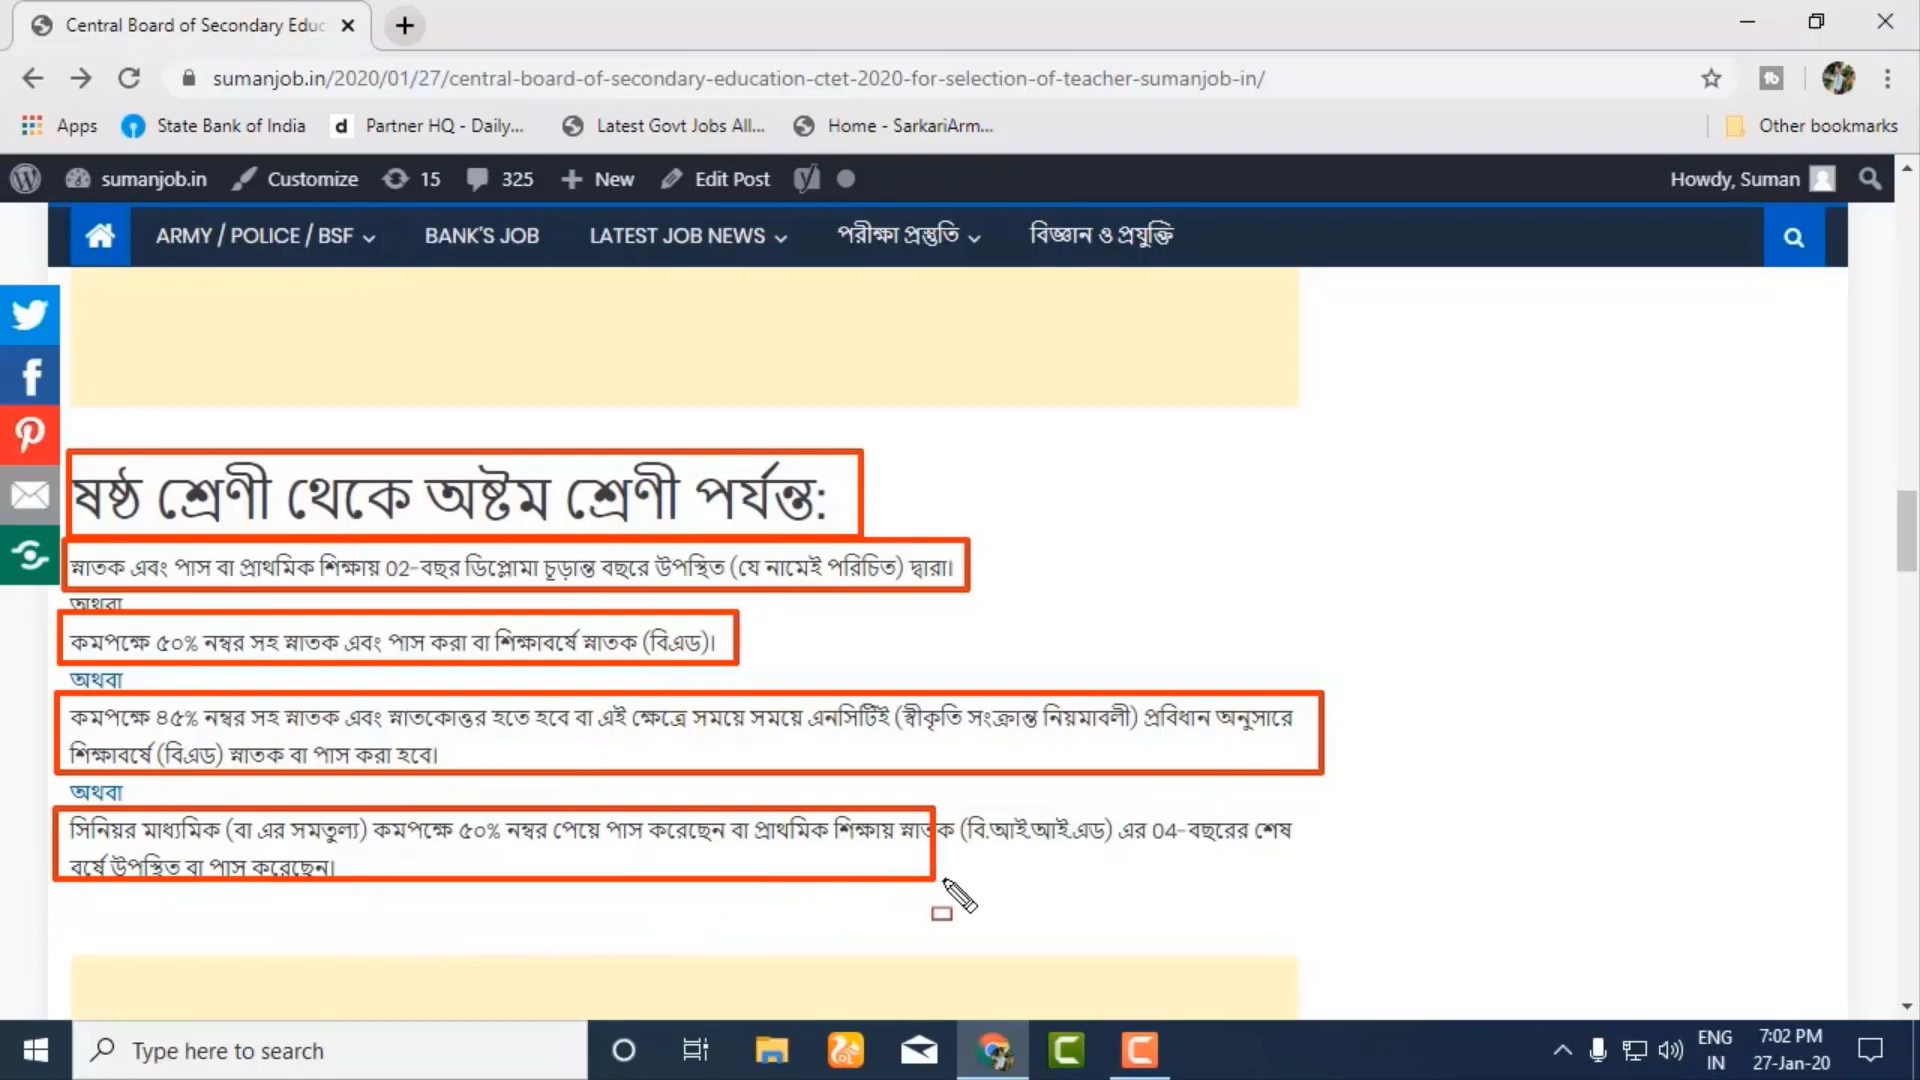 Central Board of Secondary Educ
sumanjob.in/2020/01/27/central-board-of-secondary-education-ctet-2020-for-selection-of-teacher-sumanjob-in/
Apps State Bank of India d Partner HQ - Daily... Latest Govt Jobs All... Home - SarkariArm... Other bookmarks
sumanjob.in Customize 15 325 New Edit Post Howdy, Suman
ARMY / POLICE / BSF BANK'S JOB LATEST JOB NEWS পরীক্ষা প্রস্তুতি বিজ্ঞান ও প্রযুক্তি
ষষ্ঠ শ্রেণী থেকে অষ্টম শ্রেণী পর্যন্ত:
স্নাতক এবং পাস বা প্রাথমিক শিক্ষায় 02-বছর ডিপ্লোমা চূড়ান্ত বছরে উপস্থিত (যে নামেই পরিচিত) দ্বারা।
অথবা
কমপক্ষে ৫০% নম্বর সহ স্নাতক এবং পাস করা বা শিক্ষাবর্ষে স্নাতক (বিএড)।
অথবা
কমপক্ষে ৪৫% নম্বর সহ স্নাতক এবং স্নাতকোত্তর হতে হবে বা এই ক্ষেত্রে সময়ে সময়ে এনসিটিই (স্বীকৃতি সংক্রান্ত নিয়মাবলী) প্রবিধান অনুসারে
শিক্ষাবর্ষে (বিএড) স্নাতক বা পাস করা হবে।
অথবা
সিনিয়র মাধ্যমিক (বা এর সমতুল্য) কমপক্ষে ৫০% নম্বর পেয়ে পাস করেছেন বা প্রাথমিক শিক্ষায় স্নাতক (বি.আই.আই.এড) এর 04-বছরের শেষ
বর্ষে উপস্থিত বা পাস করেছেন।
Type here to search
ENG 7:02 PM
IN 27-Jan-20